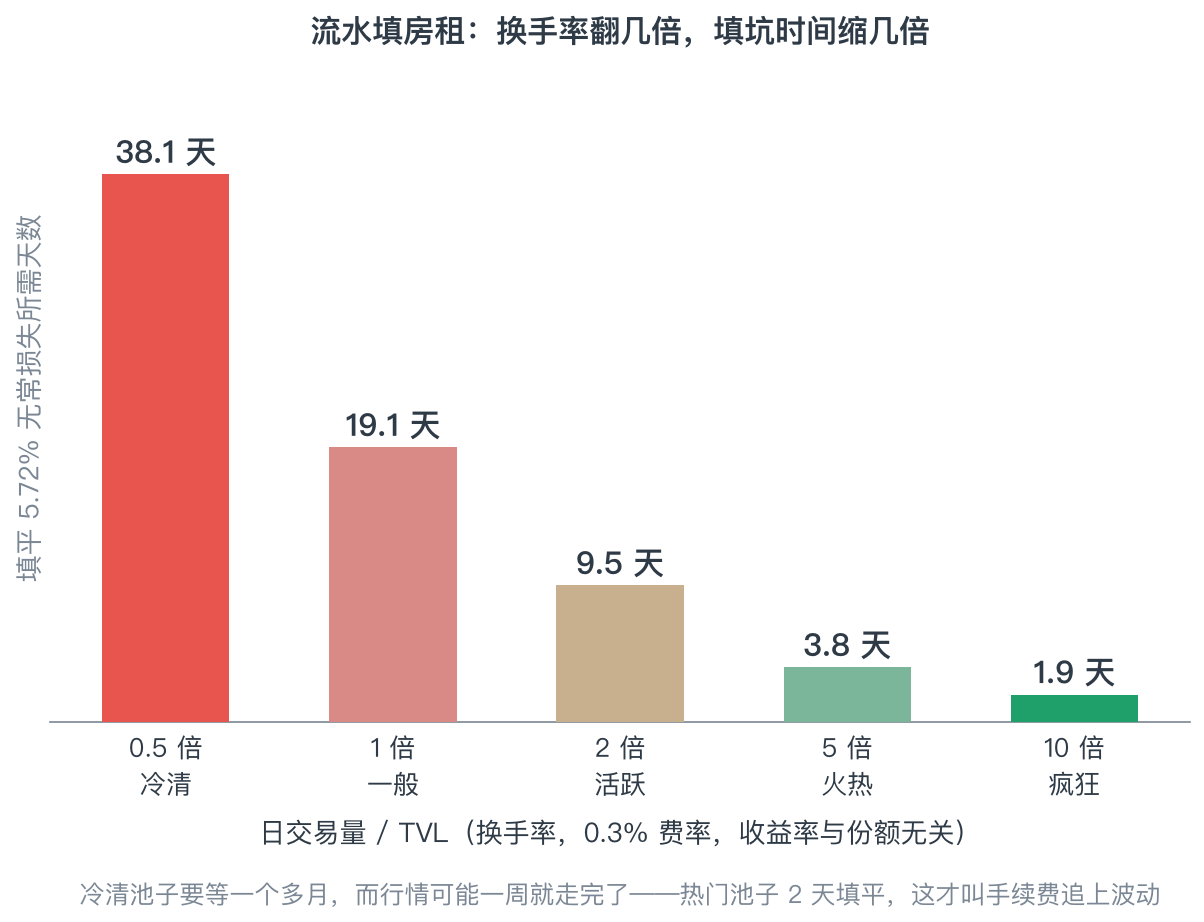 流水填房租：换手率翻几倍，填坑时间缩几倍
填平 5.72% 无常损失所需天数
38.1 天
19.1 天
9.5 天
3.8 天
1.9 天
0.5 倍
冷清
1 倍
一般
2 倍
活跃
5 倍
火热
10 倍
疯狂
日交易量 / TVL（换手率，0.3% 费率，收益率与份额无关）
冷清池子要等一个多月，而行情可能一周就走完了——热门池子 2 天填平，这才叫手续费追上波动